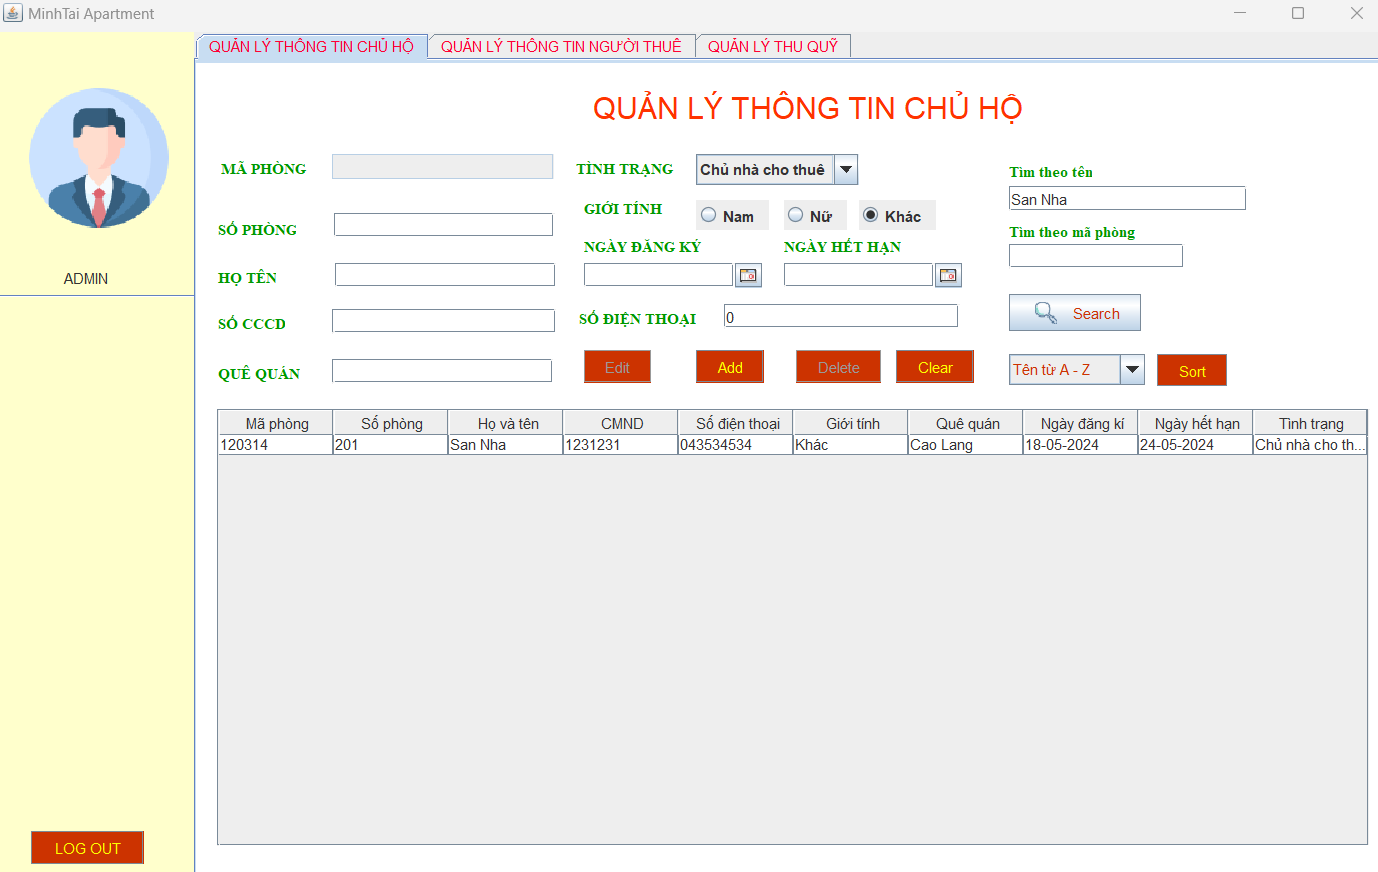 MinhTai Apartment
QUẢN LÝ THÔNG TIN CHỦ HỘ
QUẢN LÝ THÔNG TIN NGƯỜI THUÊ
QUẢN LÝ THU QUỸ
ADMIN
LOG OUT
QUẢN LÝ THÔNG TIN CHỦ HỘ
MÃ PHÒNG
SỐ PHÒNG
HỌ TÊN
SỐ CCCD
QUÊ QUÁN
TÌNH TRẠNG Chủ nhà cho thuê
GIỚI TÍNH Nam Nữ Khác
NGÀY ĐĂNG KÝ NGÀY HẾT HẠN
SỐ ĐIỆN THOẠI 0
Edit Add Delete Clear
Tìm theo tên
San Nha
Tìm theo mã phòng
Search
Tên từ A - Z Sort
Mã phòng Số phòng Họ và tên CMND Số điện thoại Giới tính Quê quán Ngày đăng kí Ngày hết hạn Tình trạng
120314 201 San Nha 1231231 043534534 Khác Cao Lang 18-05-2024 24-05-2024 Chủ nhà cho th...